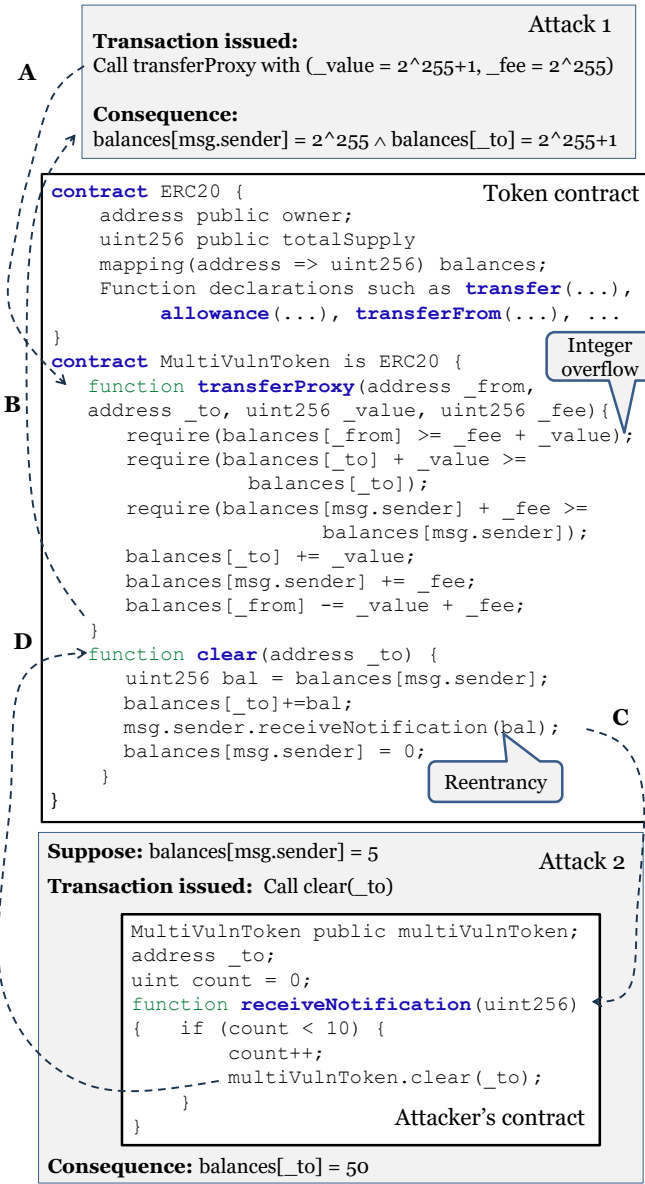 Attack 1
Transaction issued:
A
Call transferProxy with (_value = 2^255+1, _fee = 2^255)
Consequence:
balances[msg.sender] = 2^255 ∧ balances[_to] = 2^255+1
contract ERC20 {
Token contract
address public owner;
uint256 public totalSupply
mapping(address => uint256) balances;
Function declarations such as transfer(...),
allowance(...), transferFrom(...), ...
}
contract MultiVulnToken is ERC20 {
Integer
overflow
function transferProxy(address _from,
B
address _to, uint256 _value, uint256 _fee){
require(balances[_from] >= _fee + _value);
require(balances[_to] + _value >=
balances[_to]);
require(balances[msg.sender] + _fee >=
balances[msg.sender]);
balances[_to] += _value;
balances[msg.sender] += _fee;
balances[_from] -= _value + _fee;
}
D
function clear(address _to) {
uint256 bal = balances[msg.sender];
balances[_to]+=bal;
C
msg.sender.receiveNotification(bal);
balances[msg.sender] = 0;
}
Reentrancy
}
Suppose: balances[msg.sender] = 5
Attack 2
Transaction issued: Call clear(_to)
MultiVulnToken public multiVulnToken;
address _to;
uint count = 0;
function receiveNotification(uint256)
{ if (count < 10) {
count++;
multiVulnToken.clear(_to);
}
Attacker's contract
}
Consequence: balances[_to] = 50